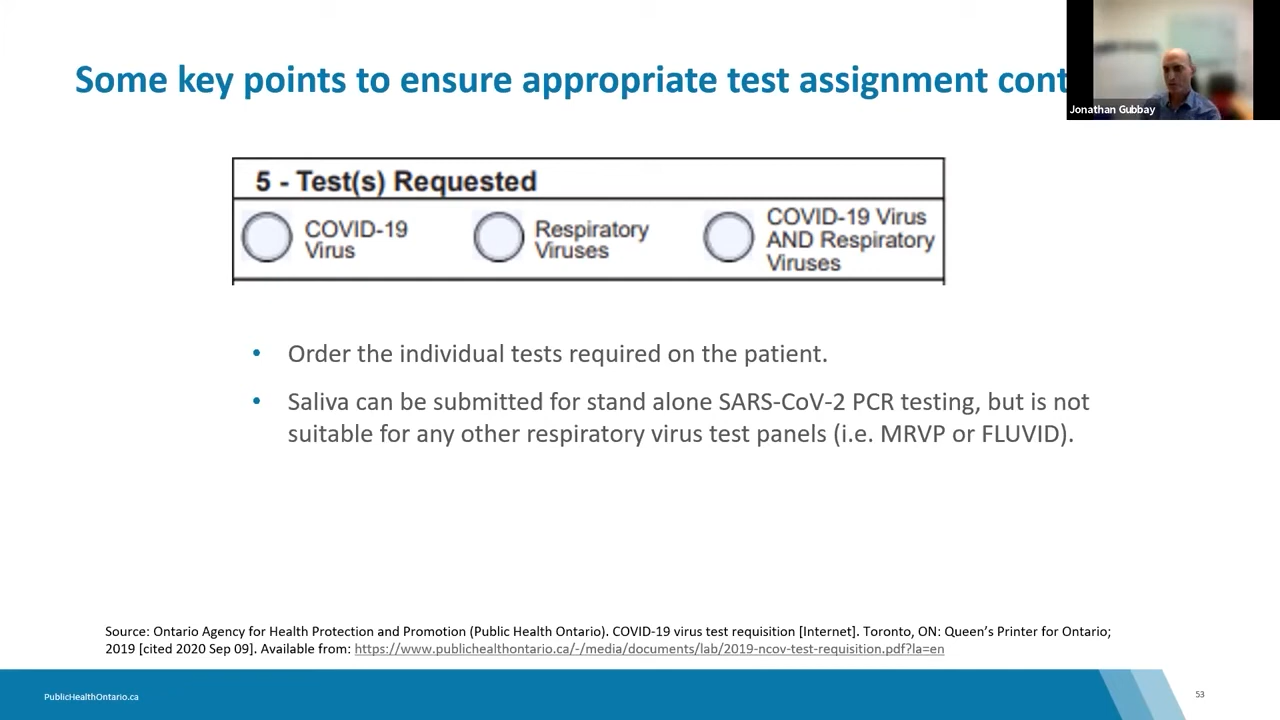 Some key points to ensure appropriate test assignment cont
Jonathan Gubbay
5 - Test(s) Requested
COVID-19
Virus
Respiratory
Viruses
COVID-19 Virus
AND Respiratory
Viruses
• Order the individual tests required on the patient.
• Saliva can be submitted for stand alone SARS-CoV-2 PCR testing, but is not
suitable for any other respiratory virus test panels (i.e. MRVP or FLUVID).
Source: Ontario Agency for Health Protection and Promotion (Public Health Ontario). COVID-19 virus test requisition [Internet]. Toronto, ON: Queen’s Printer for Ontario;
2019 [cited 2020 Sep 09]. Available from: https://www.publichealthontario.ca/-/media/documents/lab/2019-ncov-test-requisition.pdf?la=en
PublicHealthOntario.ca
53